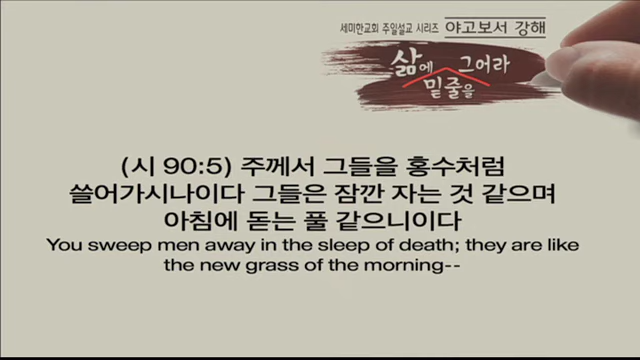 세미한교회 주일설교 시리즈 야고보서 강해
삶에 그어라
밑줄을
(시 90:5) 주께서 그들을 홍수처럼
쓸어가시나이다 그들은 잠깐 자는 것 같으며
아침에 돋는 풀 같으니이다
You sweep men away in the sleep of death; they are like
the new grass of the morning--